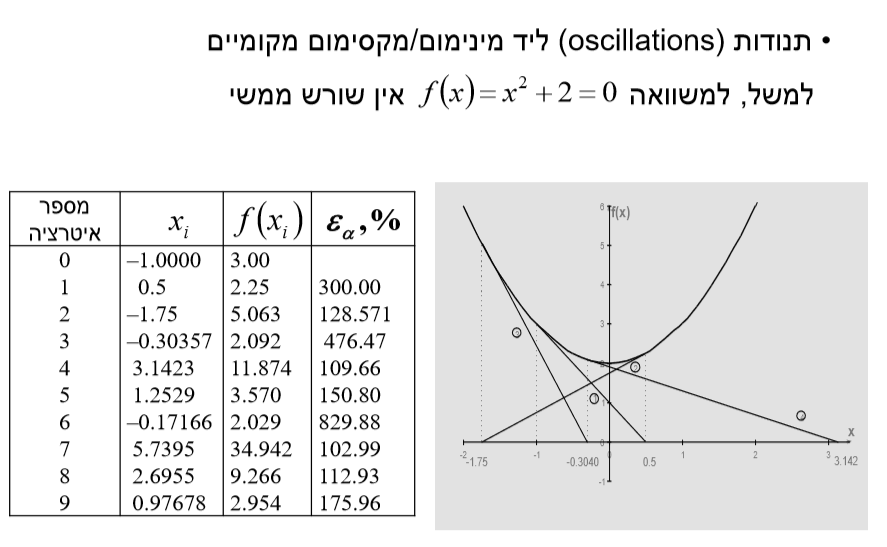 • תנודות (oscillations) ליד מינימום/מקסימום מקומיים
למשל, למשוואה f(x)=x²+2=0 אין שורש ממשי
מספר איטרציה xᵢ f(xᵢ) εₐ,%
0 –1.0000 3.00
1 0.5 2.25 300.00
2 –1.75 5.063 128.571
3 –0.30357 2.092 476.47
4 3.1423 11.874 109.66
5 1.2529 3.570 150.80
6 –0.17166 2.029 829.88
7 5.7395 34.942 102.99
8 2.6955 9.266 112.93
9 0.97678 2.954 175.96
6 f(x)
5
4
3
2
1
0
-1
x
-2 -1 0 1 2 3
-1.75 -0.3040 0.5 3.142